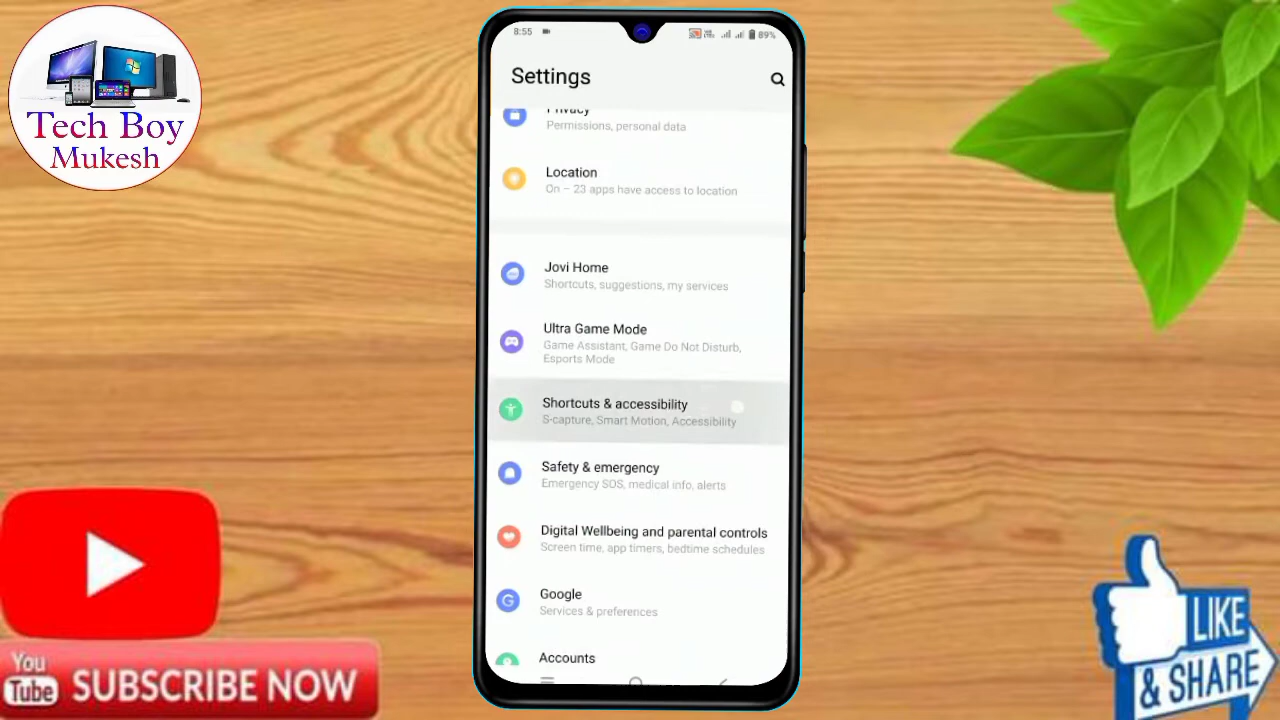 Tech Boy
Mukesh
8:55
89%
Settings
Privacy
Permissions, personal data
Location
On – 23 apps have access to location
Jovi Home
Shortcuts, suggestions, my services
Ultra Game Mode
Game Assistant, Game Do Not Disturb,
Esports Mode
Shortcuts & accessibility
S-capture, Smart Motion, Accessibility
Safety & emergency
Emergency SOS, medical info, alerts
Digital Wellbeing and parental controls
Screen time, app timers, bedtime schedules
Google
Services & preferences
Accounts
You
Tube
SUBSCRIBE NOW
LIKE
& SHARE